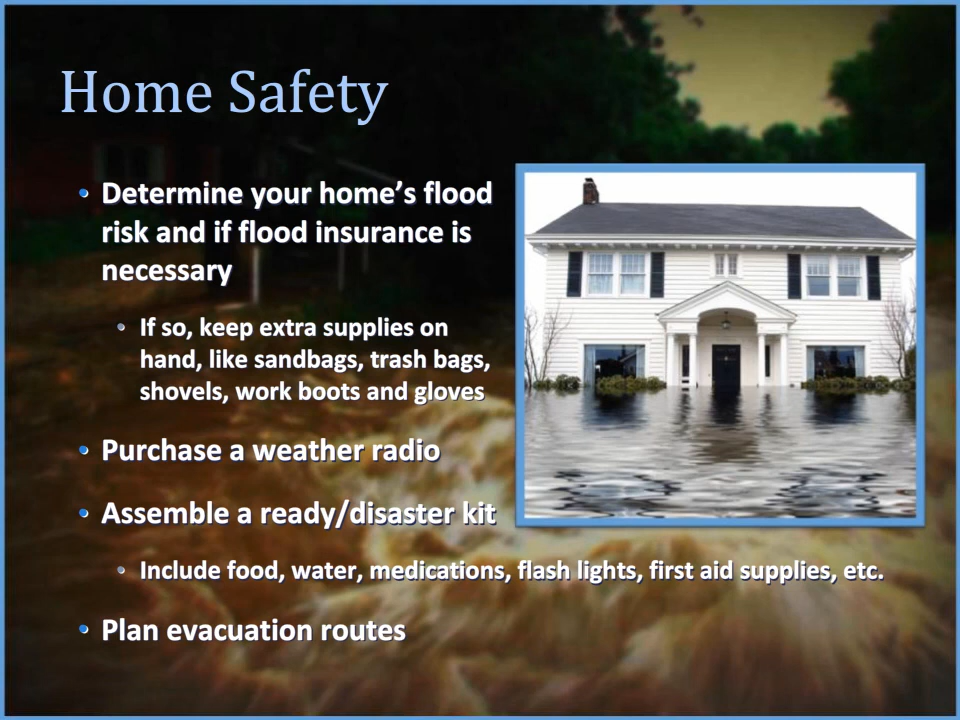 Home Safety
• Determine your home’s flood
risk and if flood insurance is
necessary
• If so, keep extra supplies on
hand, like sandbags, trash bags,
shovels, work boots and gloves
• Purchase a weather radio
• Assemble a ready/disaster kit
• Include food, water, medications, flash lights, first aid supplies, etc.
• Plan evacuation routes